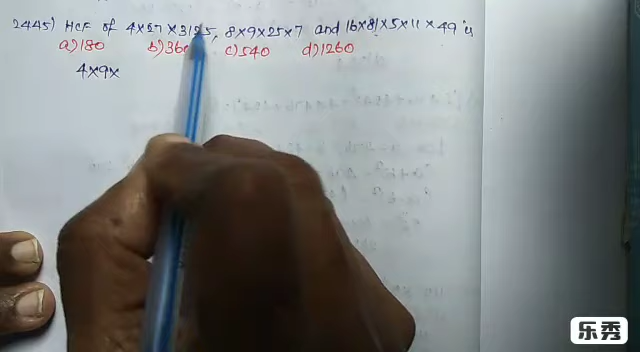 2445) HCF of 4×27×3125, 8×9×25×7 and 16×81×5×11×49 is
a) 180 b) 360 c) 540 d) 1260
4×9×
乐秀